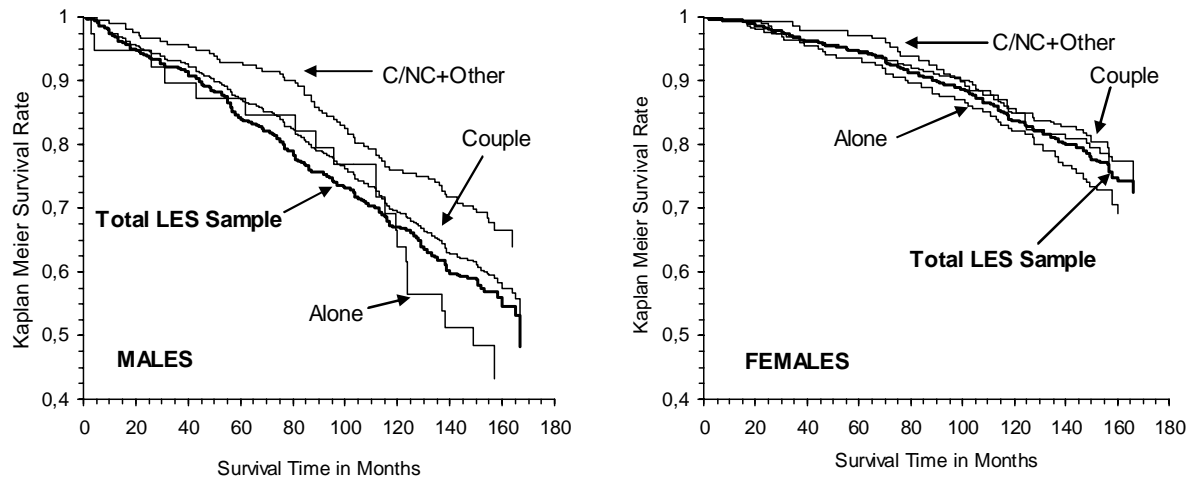 Kaplan Meier Survival Rate
1
0,9
0,8
0,7
0,6
0,5
0,4
C/NC+Other
Couple
Total LES Sample
Alone
MALES
0 20 40 60 80 100 120 140 160 180
Survival Time in Months
Kaplan Meier Survival Rate
1
0,9
0,8
0,7
0,6
0,5
0,4
C/NC+Other
Couple
Alone
Total LES Sample
FEMALES
0 20 40 60 80 100 120 140 160 180
Survival Time in Months